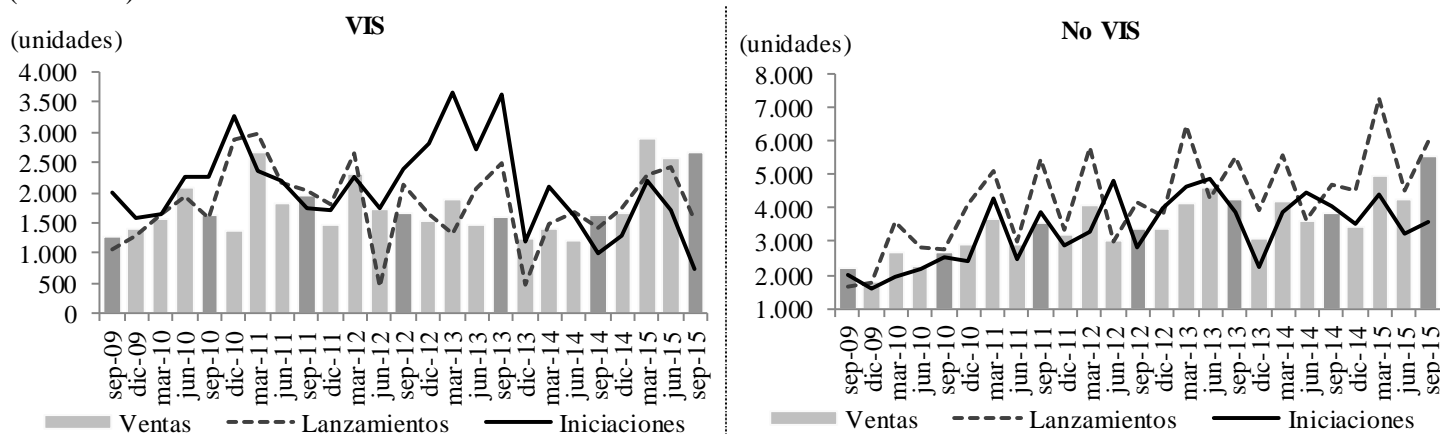 VIS
(unidades)
4.000
3.500
3.000
2.500
2.000
1.500
1.000
500
0
sep-09
dic-09
mar-10
jun-10
sep-10
dic-10
mar-11
jun-11
sep-11
dic-11
mar-12
jun-12
sep-12
dic-12
mar-13
jun-13
sep-13
dic-13
mar-14
jun-14
sep-14
dic-14
mar-15
jun-15
sep-15
Ventas Lanzamientos Iniciaciones
No VIS
(unidades)
8.000
7.000
6.000
5.000
4.000
3.000
2.000
1.000
sep-09
dic-09
mar-10
jun-10
sep-10
dic-10
mar-11
jun-11
sep-11
dic-11
mar-12
jun-12
sep-12
dic-12
mar-13
jun-13
sep-13
dic-13
mar-14
jun-14
sep-14
dic-14
mar-15
jun-15
sep-15
Ventas Lanzamientos Iniciaciones